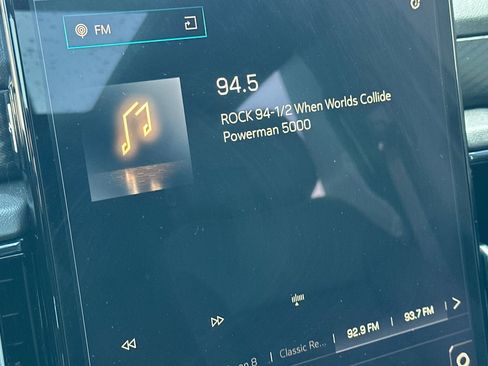 FM
94.5
ROCK 94-1/2 When Worlds Collide
Powerman 5000
B | Classic Re... | 92.9 FM | 93.7 FM